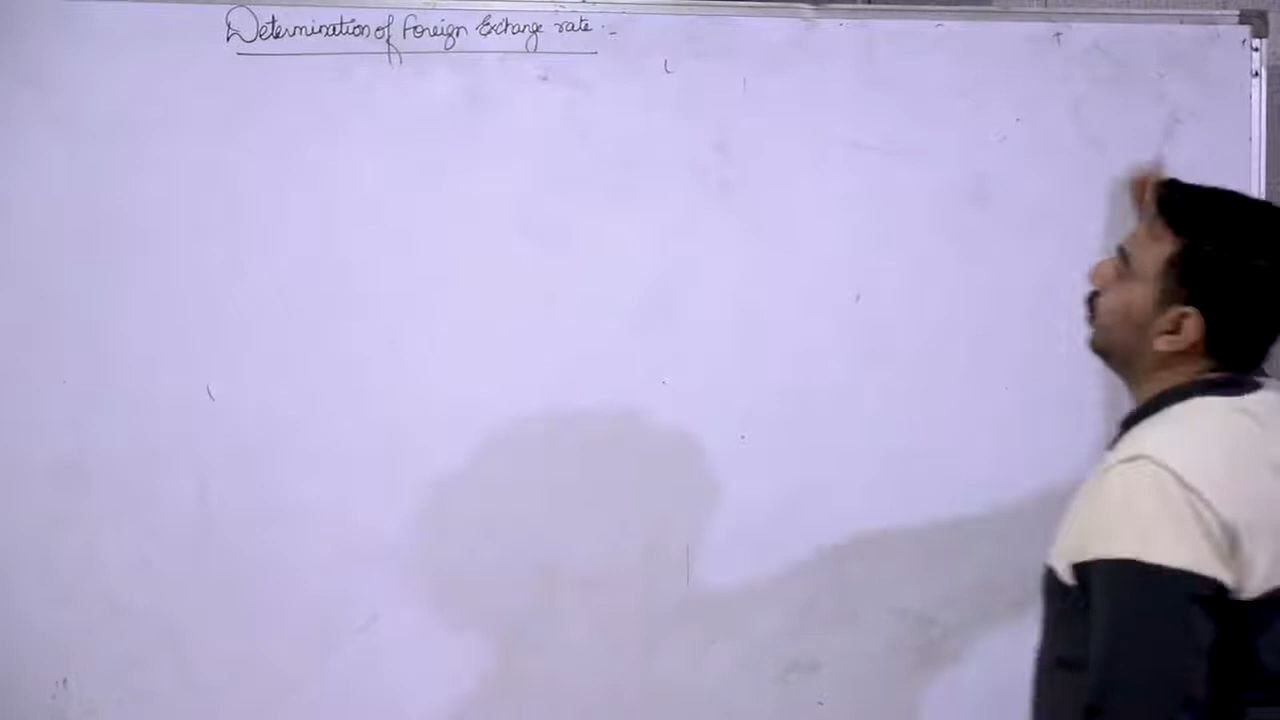 Determination of foreign Exchange rate :-